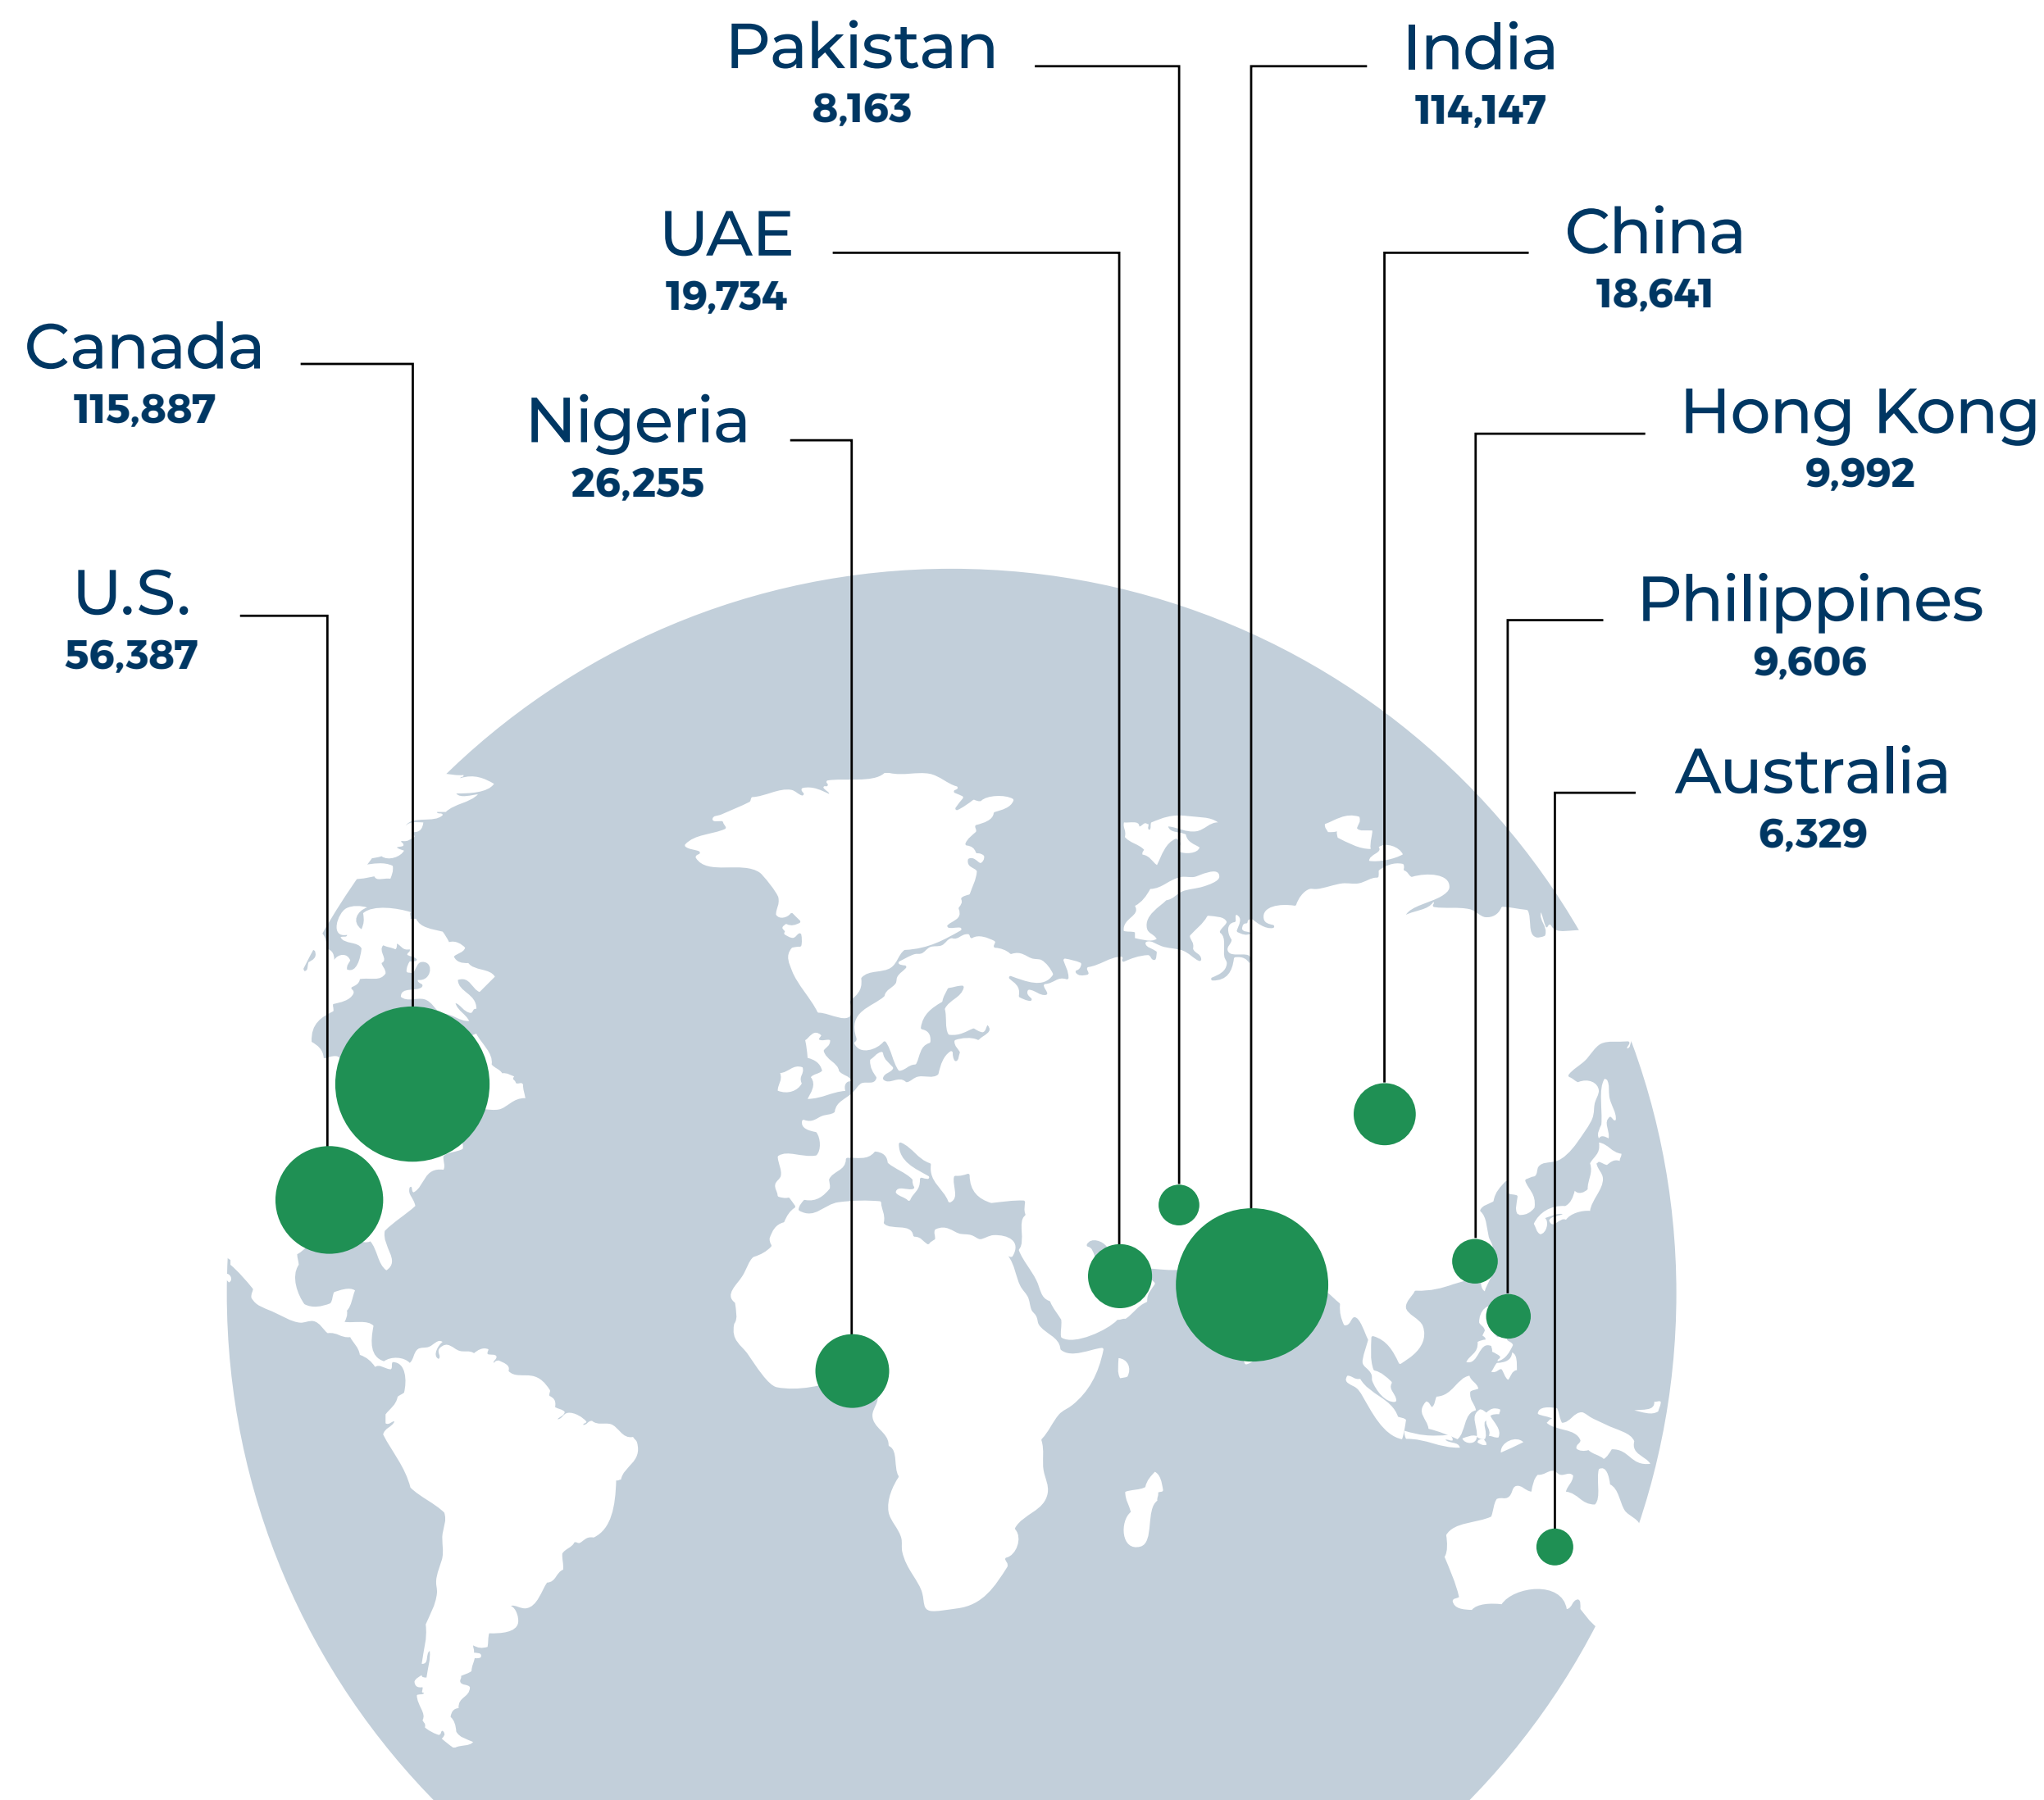 Pakistan
8,163
India
114,147
UAE
19,734
China
18,641
Canada
115,887
Nigeria
26,255
Hong Kong
9,992
U.S.
56,387
Philippines
9,606
Australia
6,329